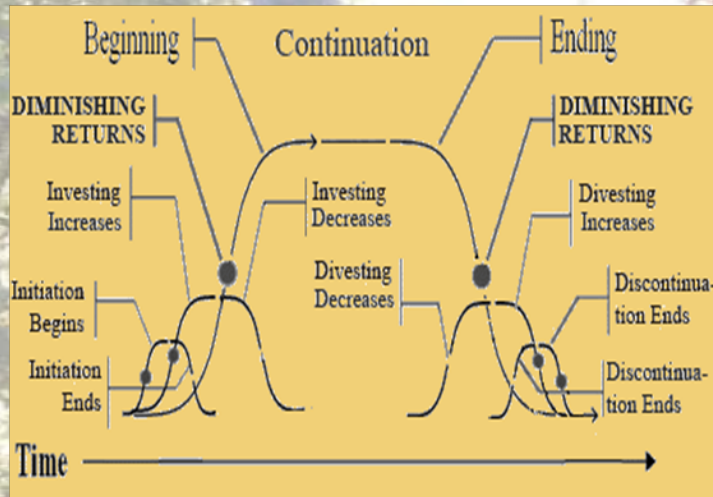 Beginning
Continuation
Ending
DIMINISHING
RETURNS
DIMINISHING
RETURNS
Investing
Increases
Investing
Decreases
Divesting
Increases
Divesting
Decreases
Initiation
Begins
Discontinua-
tion Ends
Initiation
Ends
Discontinua-
tion Ends
Time